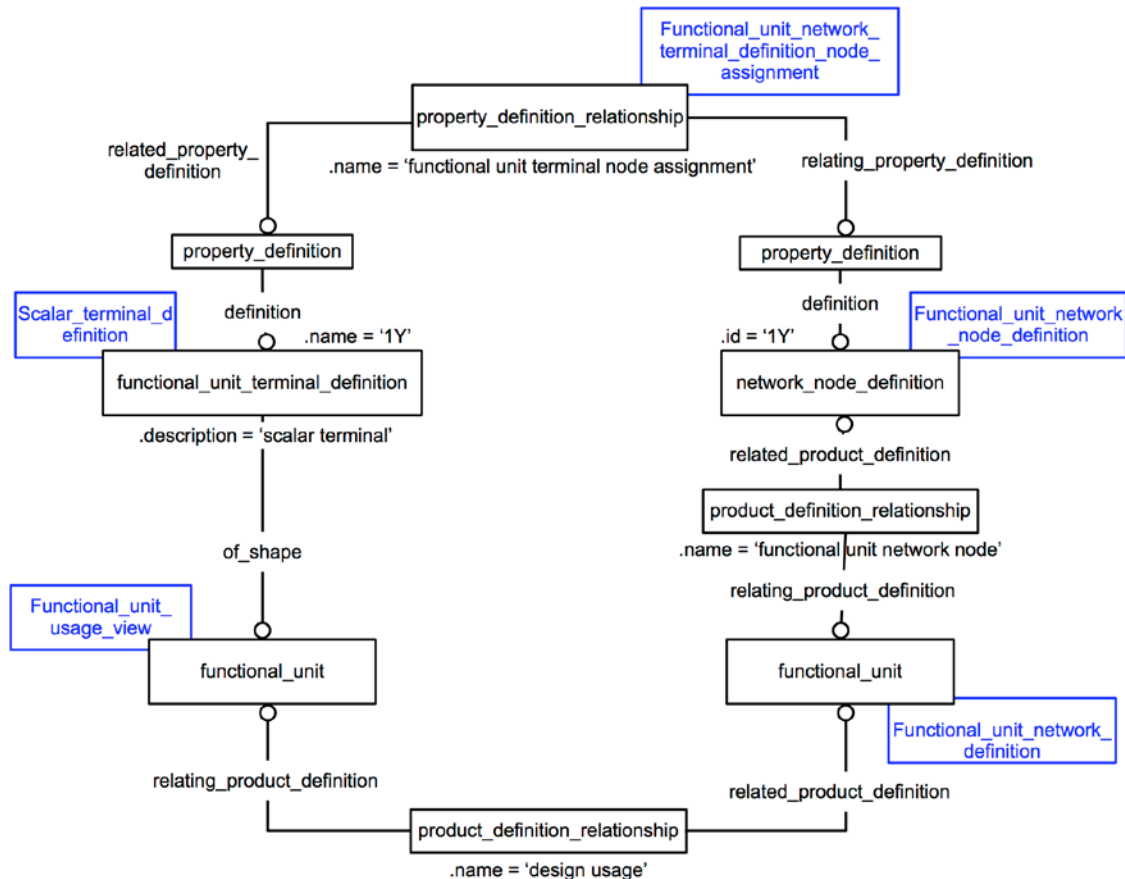 Functional_unit_network_
terminal_definition_node_
assignment
property_definition_relationship
related_property_
definition
.name = ‘functional unit terminal node assignment’
relating_property_definition
property_definition
property_definition
Scalar_terminal_d
efinition
definition
.name = ‘1Y’
definition
.id = ‘1Y’
Functional_unit_network
_node_definition
functional_unit_terminal_definition
network_node_definition
.description = ‘scalar terminal’
related_product_definition
product_definition_relationship
.name = ‘functional unit network node’
of_shape
relating_product_definition
Functional_unit_
usage_view
functional_unit
functional_unit
Functional_unit_network_
definition
relating_product_definition
related_product_definition
product_definition_relationship
.name = ‘design usage’